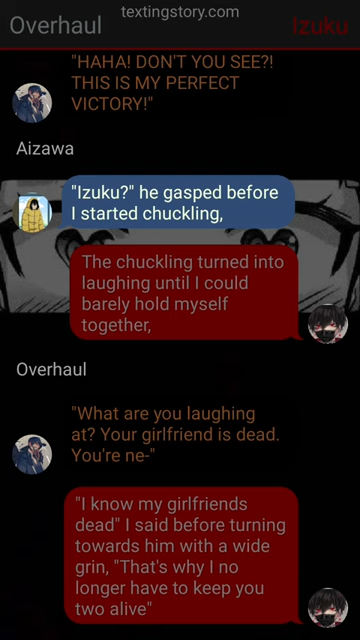 textingstory.com
Overhaul
Izuku
"HAHA! DON'T YOU SEE?!
THIS IS MY PERFECT
VICTORY!"
Aizawa
"Izuku?" he gasped before
I started chuckling,
The chuckling turned into
laughing until I could
barely hold myself
together,
Overhaul
"What are you laughing
at? Your girlfriend is dead.
You're ne-"
"I know my girlfriends
dead" I said before turning
towards him with a wide
grin, "That's why I no
longer have to keep you
two alive"